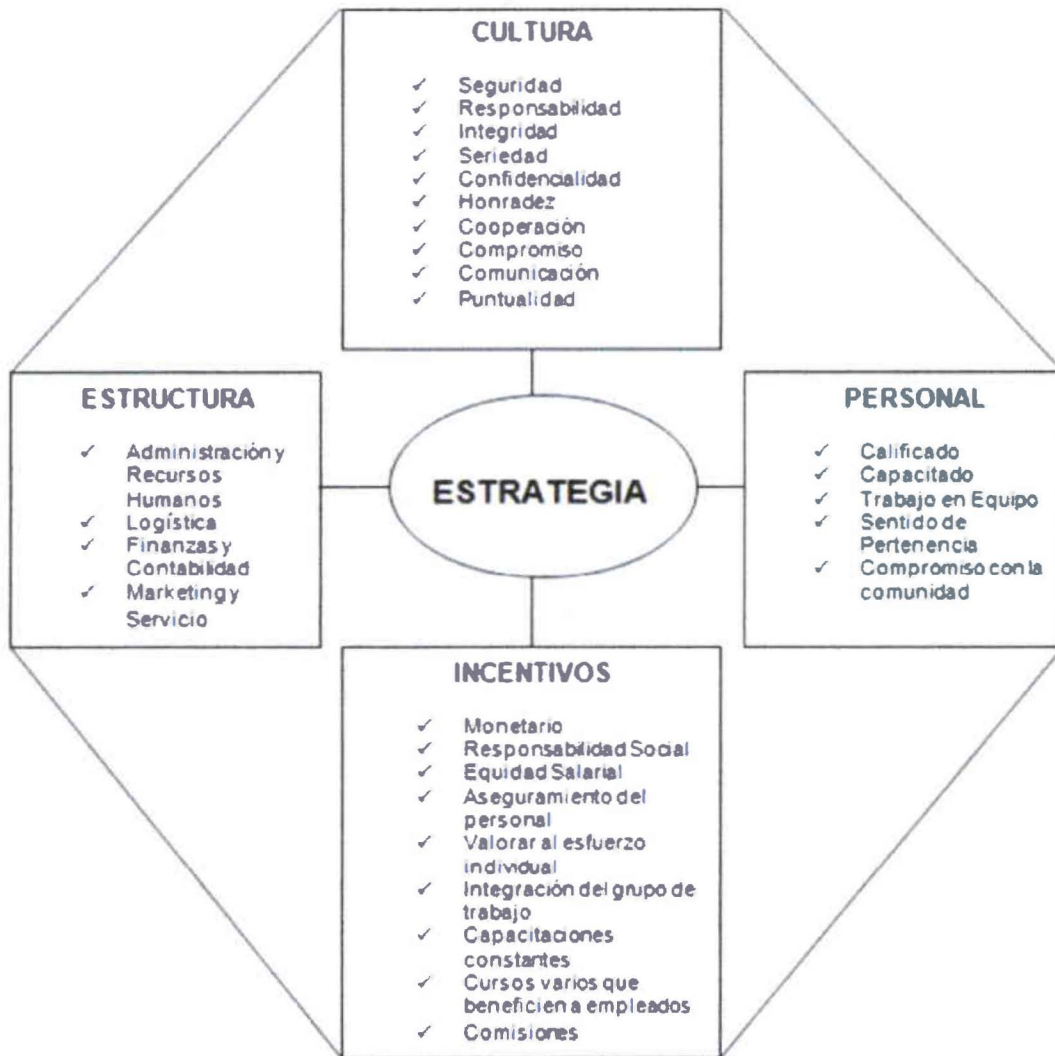 CULTURA
✓ Seguridad
✓ Responsabilidad
✓ Integridad
✓ Seriedad
✓ Confidencialidad
✓ Honradez
✓ Cooperación
✓ Compromiso
✓ Comunicación
✓ Puntualidad
ESTRUCTURA
✓ Administración y
Recursos
Humanos
✓ Logística
✓ Finanzas y
Contabilidad
✓ Marketing y
Servicio
ESTRATEGIA
PERSONAL
✓ Calificado
✓ Capacitado
✓ Trabajo en Equipo
✓ Sentido de
Pertenencia
✓ Compromiso con la
comunidad
INCENTIVOS
✓ Monetario
✓ Responsabilidad Social
✓ Equidad Salarial
✓ Aseguramiento del
personal
✓ Valorar al esfuerzo
individual
✓ Integración del grupo de
trabajo
✓ Capacitaciones
constantes
✓ Cursos varios que
beneficien a empleados
✓ Comisiones